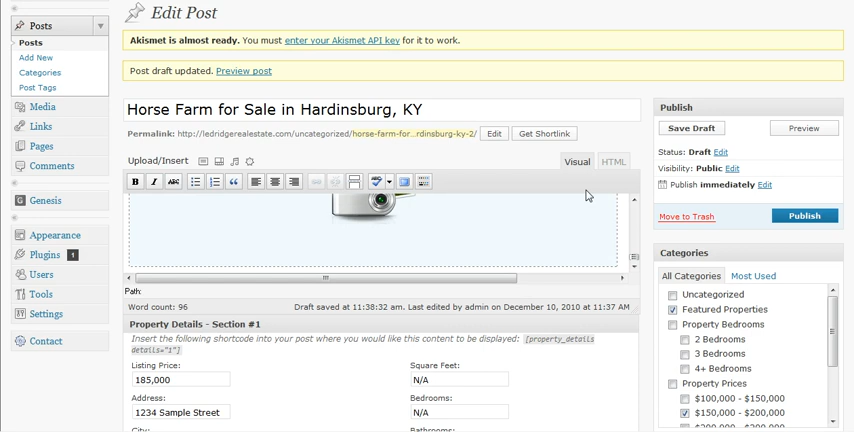 Edit Post
Posts
Posts
Add New
Categories
Post Tags
Media
Links
Pages
Comments
Genesis
Appearance
Plugins 1
Users
Tools
Settings
Contact
Akismet is almost ready. You must enter your Akismet API key for it to work.
Post draft updated. Preview post
Horse Farm for Sale in Hardinsburg, KY
Permalink: http://ledridgerealestate.com/uncategorized/horse-farm-for...rdinsburg-ky-2/ Edit Get Shortlink
Upload/Insert
Visual HTML
B I ABC
ABC
Path:
Word count: 96 Draft saved at 11:38:32 am. Last edited by admin on December 10, 2010 at 11:37 AM
Property Details - Section #1
Insert the following shortcode into your post where you would like this content to be displayed: [property_details
details="1"]
Listing Price: Square Feet:
185,000 N/A
Address: Bedrooms:
1234 Sample Street N/A
City: Bathrooms:
Publish
Save Draft Preview
Status: Draft Edit
Visibility: Public Edit
Publish immediately Edit
Move to Trash Publish
Categories
All Categories Most Used
Uncategorized
Featured Properties
Property Bedrooms
2 Bedrooms
3 Bedrooms
4+ Bedrooms
Property Prices
$100,000 - $150,000
$150,000 - $200,000